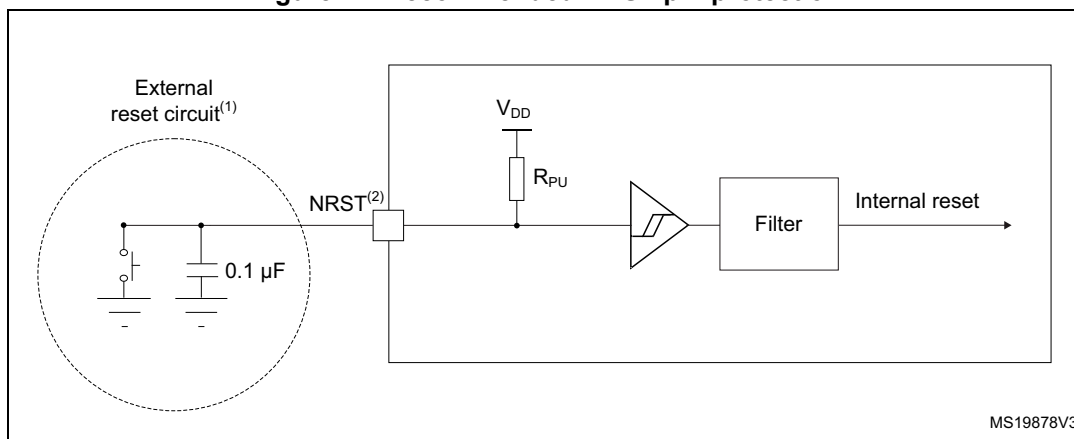 External
reset circuit(1)
VDD
RPU
NRST(2)
Filter
Internal reset
0.1 µF
MS19878V3